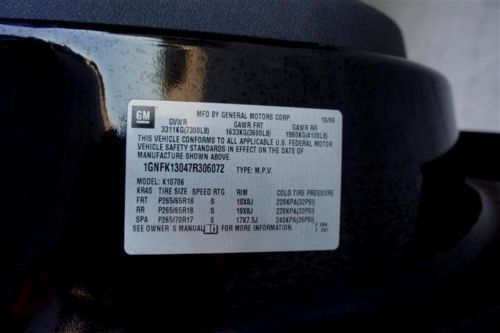 GM MFD BY GENERAL MOTORS CORP. 10/06
GVWR GAWR FRT GAWR RR
3311KG(7300LB) 1633KG(3600LB) 1860KG(4100LB)
THIS VEHICLE CONFORMS TO ALL APPLICABLE U.S. FEDERAL MOTOR
VEHICLE SAFETY STANDARDS IN EFFECT ON THE DATE OF
MANUFACTURE SHOWN ABOVE.
1GNFK13047R306072 TYPE: M.P.V.
MODEL: K10706
KR4S TIRE SIZE SPEED RTG RIM COLD TIRE PRESSURE
FRT P265/65R18 S 18X8J 220KPA(32PSI)
RR P265/65R18 S 18X8J 220KPA(32PSI)
SPA P265/70R17 S 17X7.5J 240KPA(35PSI)
SEE OWNER'S MANUAL FOR MORE INFORMATION.